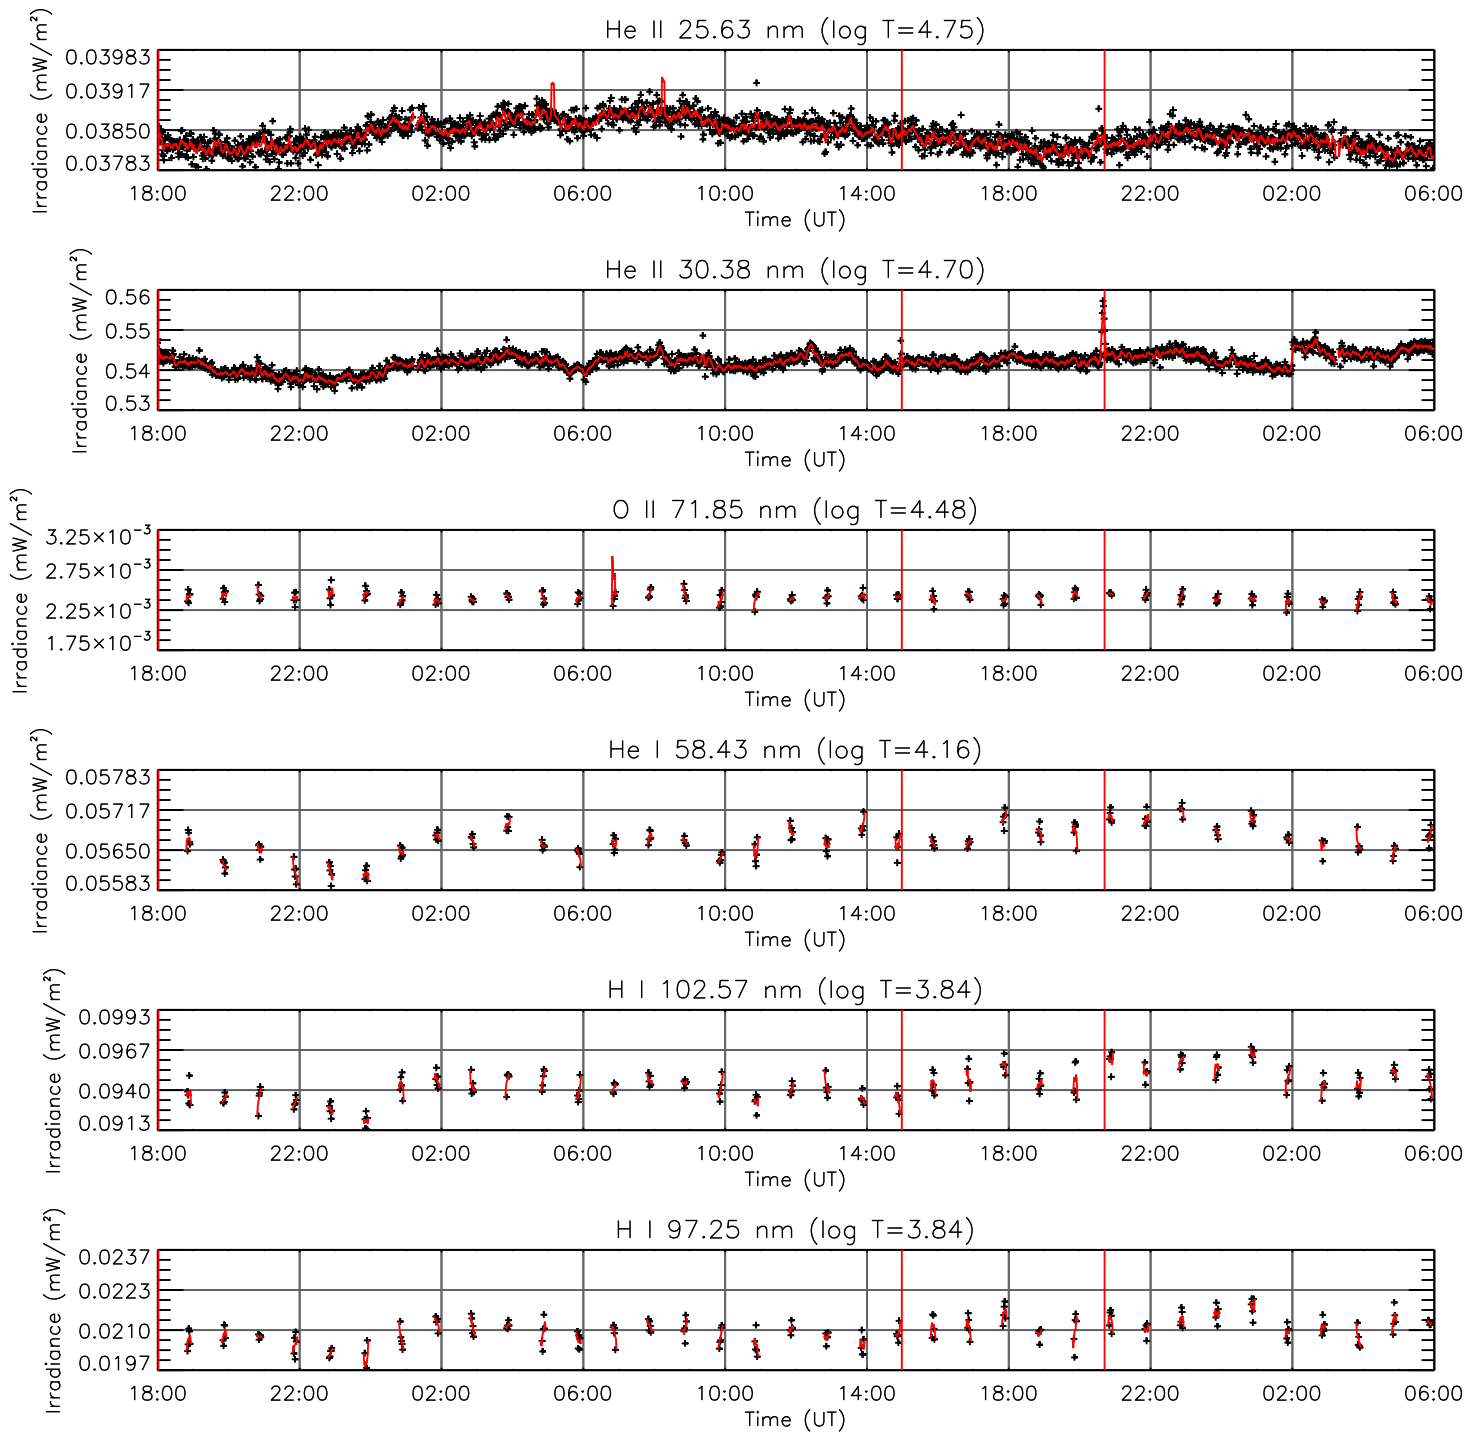 He II 25.63 nm (log T=4.75)
Irradiance (mW/m²)
0.03983
0.03917
0.03850
0.03783
18:00 22:00 02:00 06:00 10:00 14:00 18:00 22:00 02:00 06:00
Time (UT)
He II 30.38 nm (log T=4.70)
Irradiance (mW/m²)
0.56
0.55
0.54
0.53
18:00 22:00 02:00 06:00 10:00 14:00 18:00 22:00 02:00 06:00
Time (UT)
O II 71.85 nm (log T=4.48)
Irradiance (mW/m²)
3.25×10⁻³
2.75×10⁻³
2.25×10⁻³
1.75×10⁻³
18:00 22:00 02:00 06:00 10:00 14:00 18:00 22:00 02:00 06:00
Time (UT)
He I 58.43 nm (log T=4.16)
Irradiance (mW/m²)
0.05783
0.05717
0.05650
0.05583
18:00 22:00 02:00 06:00 10:00 14:00 18:00 22:00 02:00 06:00
Time (UT)
H I 102.57 nm (log T=3.84)
Irradiance (mW/m²)
0.0993
0.0967
0.0940
0.0913
18:00 22:00 02:00 06:00 10:00 14:00 18:00 22:00 02:00 06:00
Time (UT)
H I 97.25 nm (log T=3.84)
Irradiance (mW/m²)
0.0237
0.0223
0.0210
0.0197
18:00 22:00 02:00 06:00 10:00 14:00 18:00 22:00 02:00 06:00
Time (UT)